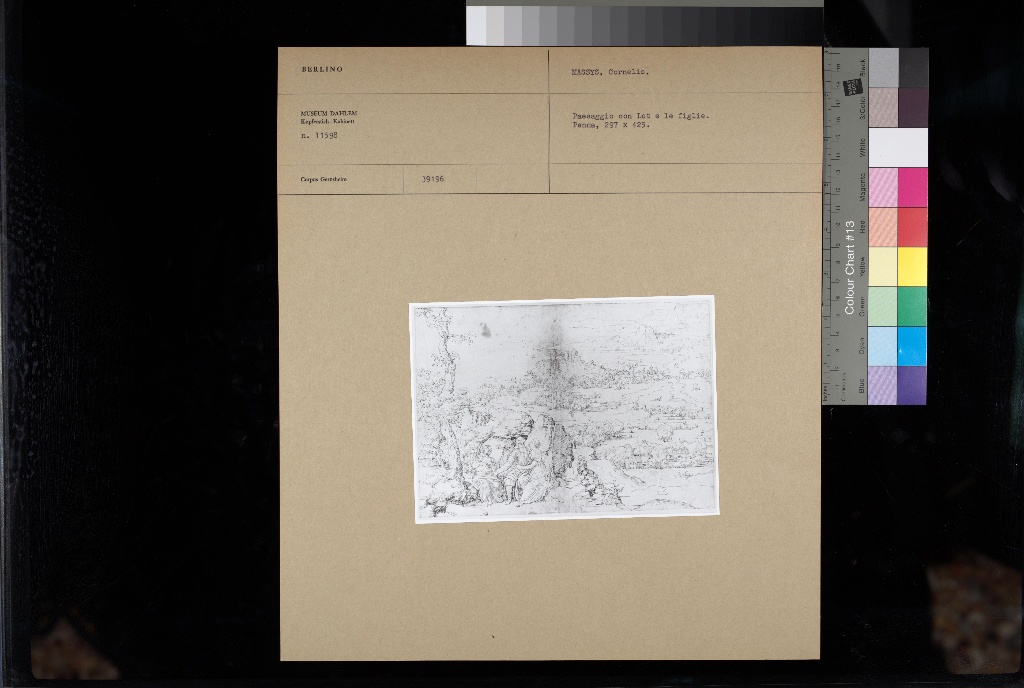 BERLINO
MASSYS, Cornelis,
MUSEUM DAHLEM
Kupferstich Kabinett
n. 11598
Paesaggio con Lot e le figlie.
Penna, 297 x 425.
Corpus Gernsheim
39196
Colour Chart #13
Blue
Cyan
Green
Yellow
Red
Magenta
White
3/Color
Black